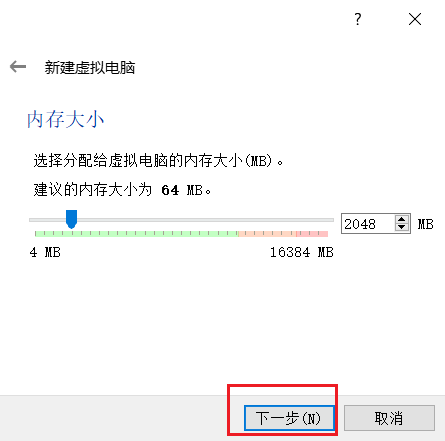 ?
新建虚拟电脑
内存大小
选择分配给虚拟电脑的内存大小(MB)。
建议的内存大小为 64 MB。
2048 MB
4 MB 16384 MB
下一步(N) 取消